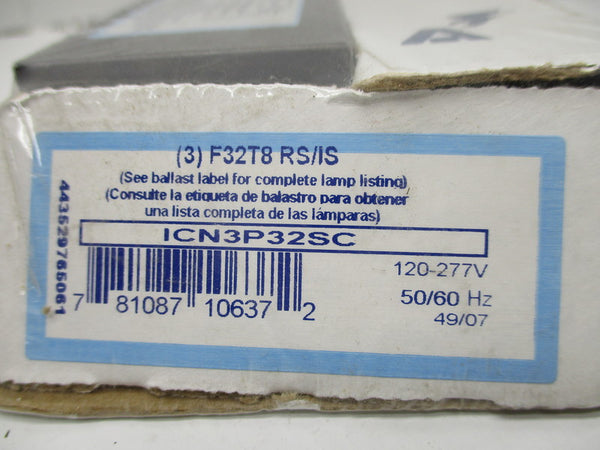 (3) F32T8 RS/IS
(See ballast label for complete lamp listing)
(Consulte la etiqueta de balastro para obtener
una lista completa de las lámparas)
ICN3P32SC
443529765061
7 81087 10637 2
120-277V
50/60 Hz
49/07